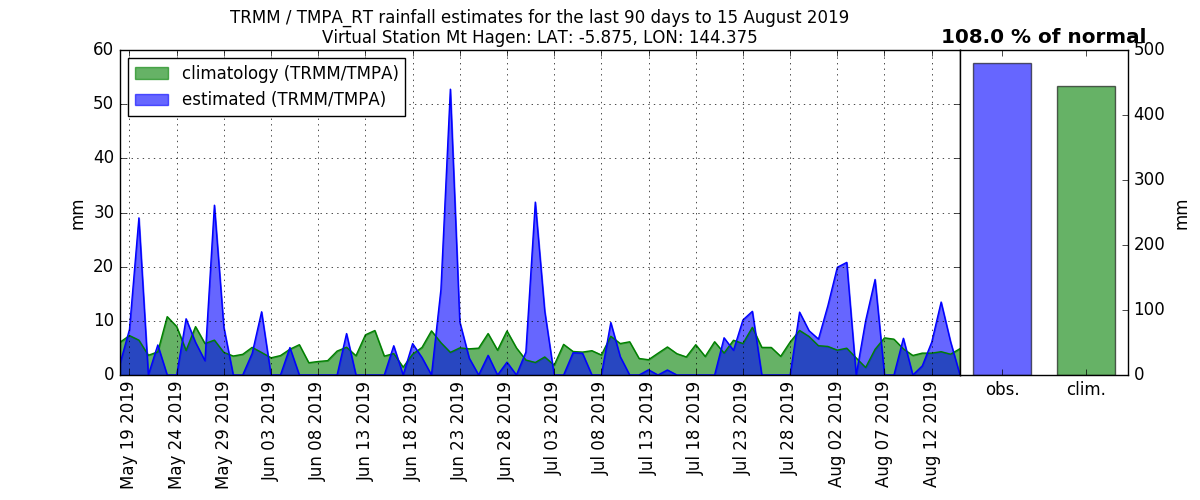 TRMM / TMPA_RT rainfall estimates for the last 90 days to 15 August 2019
Virtual Station Mt Hagen: LAT: -5.875, LON: 144.375
108.0 % of normal
climatology (TRMM/TMPA)
estimated (TRMM/TMPA)
mm
60
50
40
30
20
10
0
May 19 2019
May 24 2019
May 29 2019
Jun 03 2019
Jun 08 2019
Jun 13 2019
Jun 18 2019
Jun 23 2019
Jun 28 2019
Jul 03 2019
Jul 08 2019
Jul 13 2019
Jul 18 2019
Jul 23 2019
Jul 28 2019
Aug 02 2019
Aug 07 2019
Aug 12 2019
obs.
clim.
500
400
300
200
100
0
mm